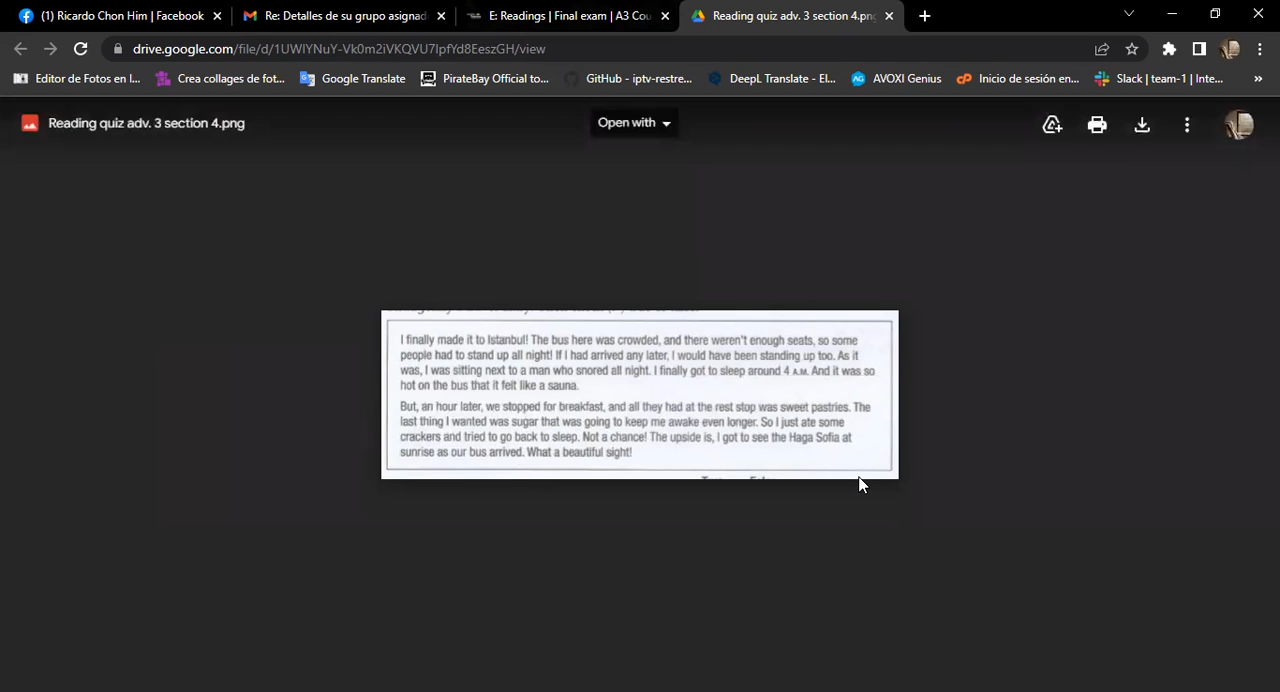 (1) Ricardo Chon Him | Facebook
Re: Detalles de su grupo asignad
E: Readings | Final exam | A3 Cou
Reading quiz adv. 3 section 4.png
drive.google.com/file/d/1UWIYNuY-Vk0m2iVKQVU7IpfYd8EeszGH/view
Editor de Fotos en l...
Crea collages de fot...
Google Translate
PirateBay Official to...
GitHub - iptv-restre...
DeepL Translate - El...
AVOXI Genius
Inicio de sesión en...
Slack | team-1 | Inte...
Reading quiz adv. 3 section 4.png
Open with
I finally made it to Istanbul! The bus here was crowded, and there weren't enough seats, so some
people had to stand up all night! If I had arrived any later, I would have been standing up too. As it
was, I was sitting next to a man who snored all night. I finally got to sleep around 4 A.M. And it was so
hot on the bus that it felt like a sauna.
But, an hour later, we stopped for breakfast, and all they had at the rest stop was sweet pastries. The
last thing I wanted was sugar that was going to keep me awake even longer. So I just ate some
crackers and tried to go back to sleep. Not a chance! The upside is, I got to see the Haga Sofia at
sunrise as our bus arrived. What a beautiful sight!